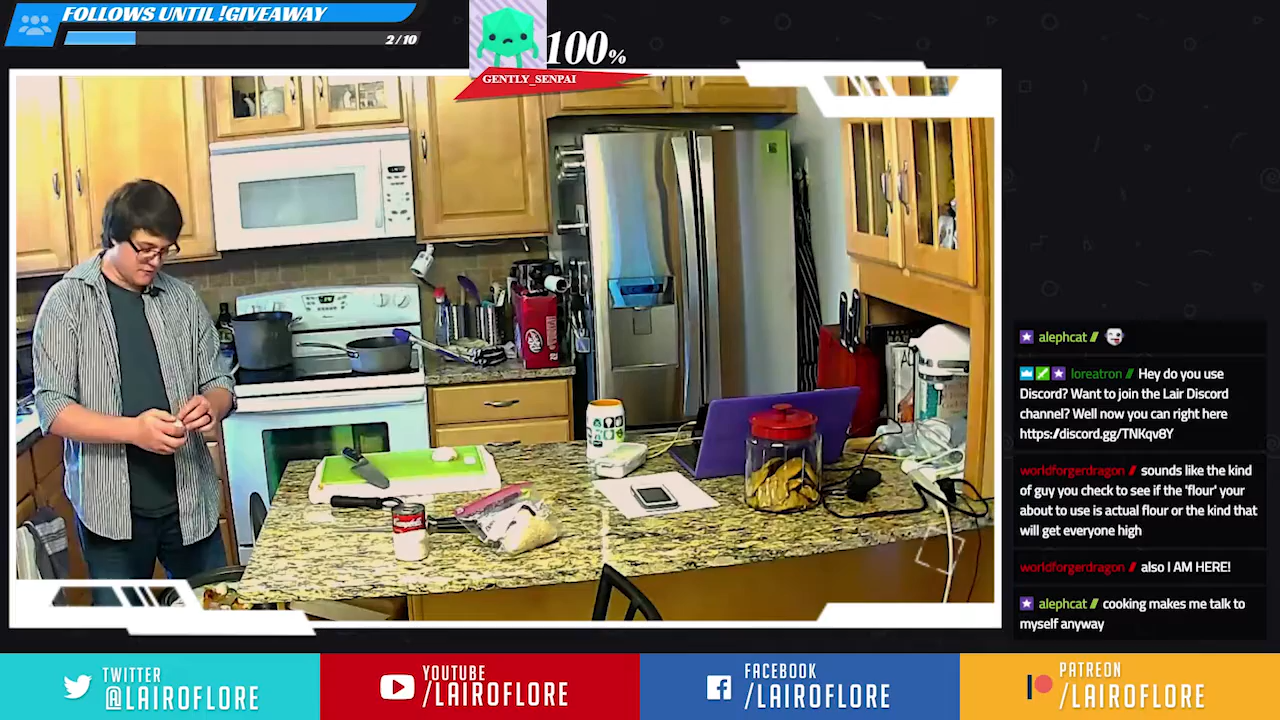 FOLLOWS UNTIL !GIVEAWAY
2/10
100%
GENTLY_SENPAI
Campbell's
alephcat //
loreatron // Hey do you use
Discord? Want to join the Lair Discord
channel? Well now you can right here
https://discord.gg/TNKqv8Y
worldforgerdragon // sounds like the kind
of guy you check to see if the 'flour' your
about to use is actual flour or the kind that
will get everyone high
worldforgerdragon // also I AM HERE!
alephcat // cooking makes me talk to
myself anyway
TWITTER
@LAIROFLORE
YOUTUBE
/LAIROFLORE
FACEBOOK
/LAIROFLORE
PATREON
/LAIROFLORE